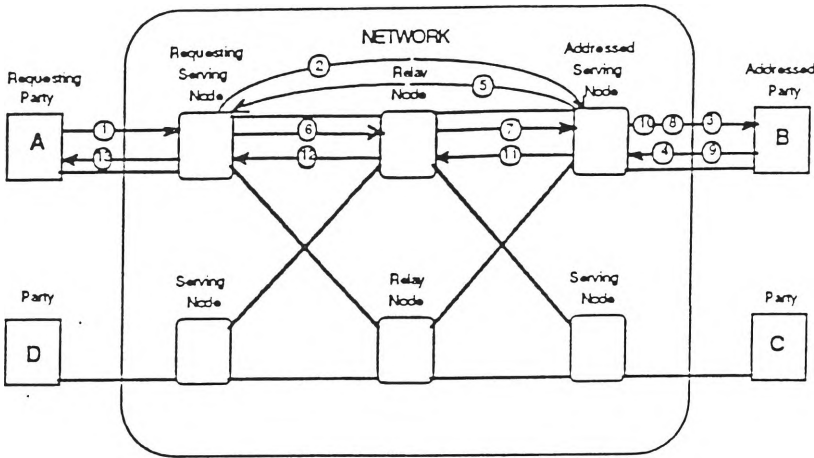 NETWORK
Requesting
Serving
Node
Addressed
Serving
Node
Requesting
Party
Relay
Node
Addressed
Party
2
5
A
1
6
7
10 8 3
B
13
12
11
4 9
Party
Serving
Node
Relay
Node
Serving
Node
Party
D
C